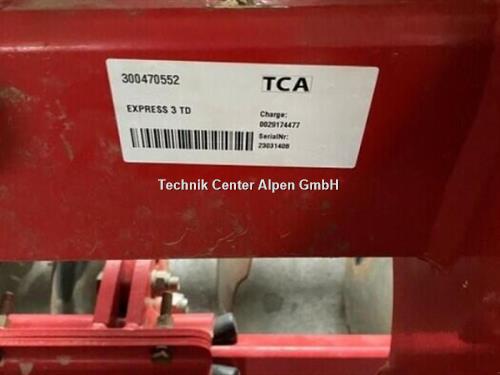 300470552
TCA
EXPRESS 3 TD
Charge:
0029174477
SerialNr:
23031408
Technik Center Alpen GmbH